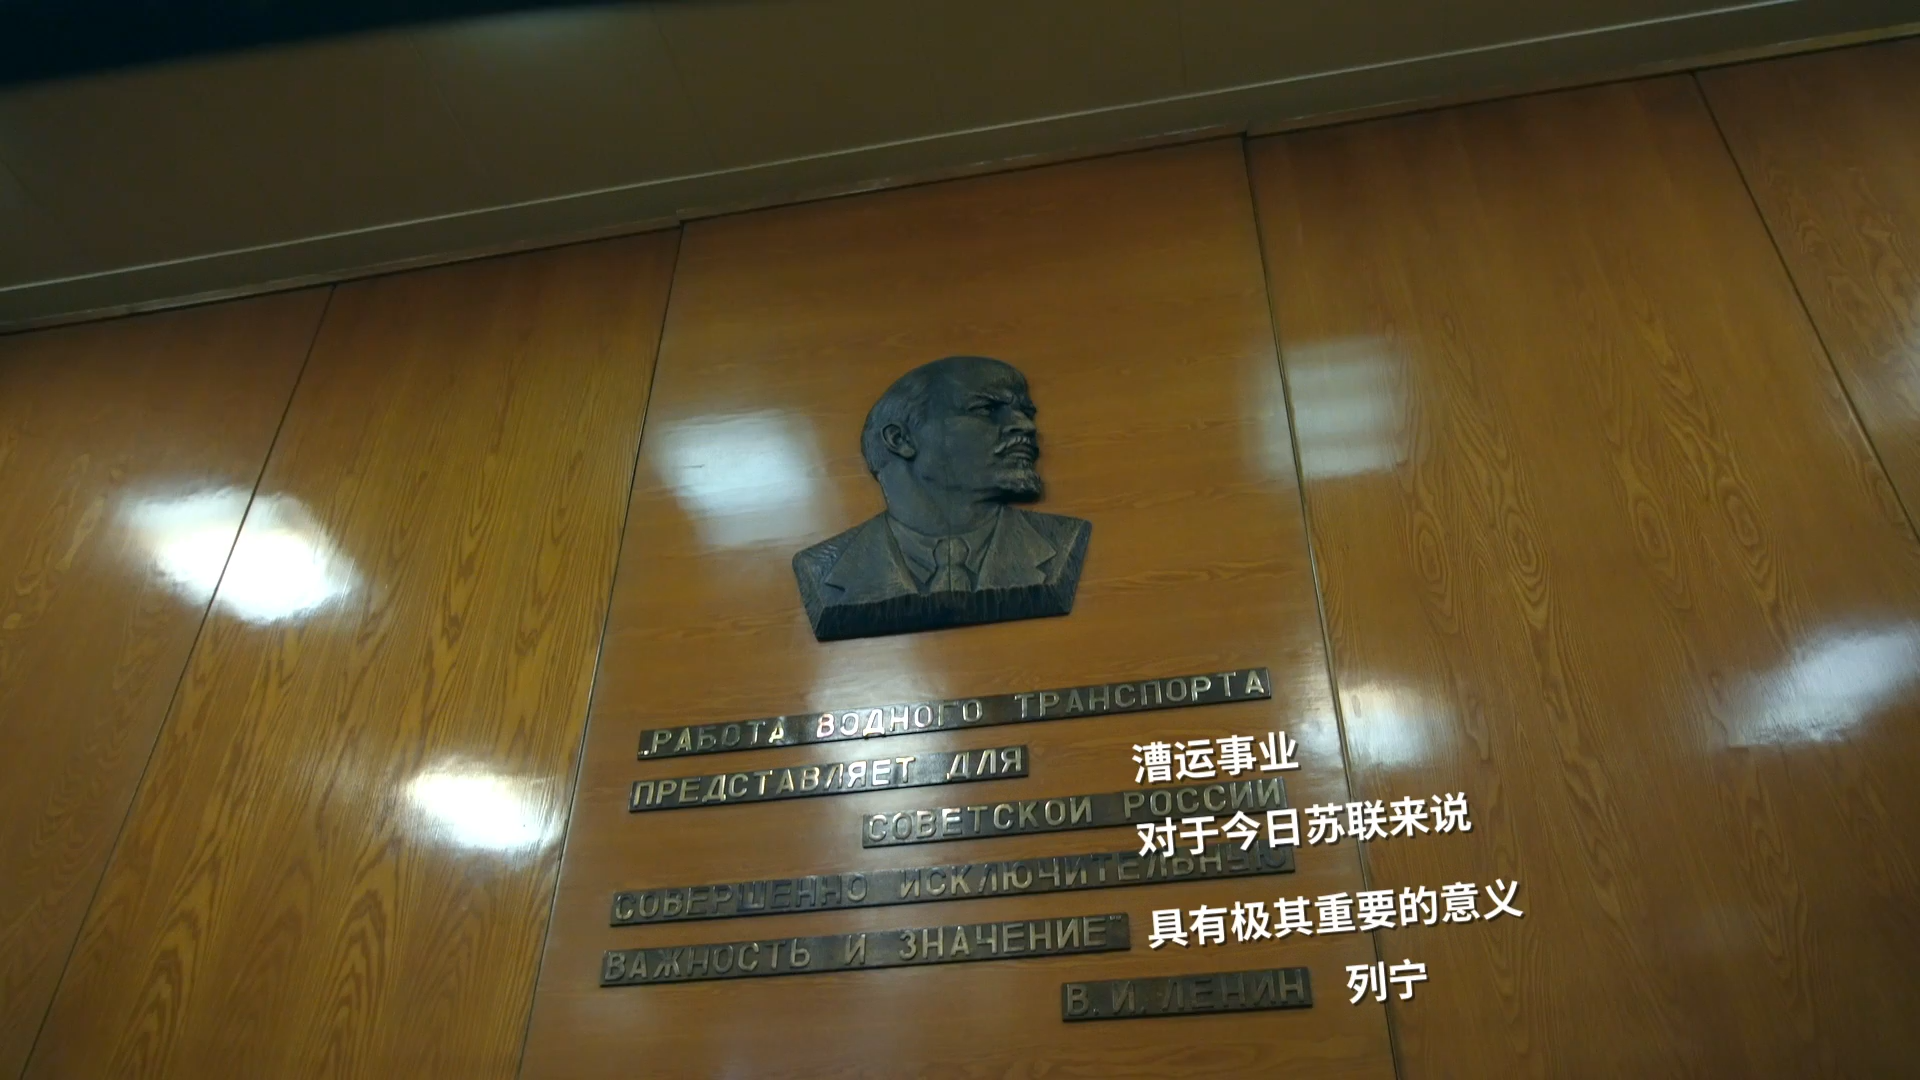 „РАБОТА ВОДНОГО ТРАНСПОРТА
ПРЕДСТАВЛЯЕТ ДЛЯ
СОВЕТСКОЙ РОССИИ
СОВЕРШЕННО ИСКЛЮЧИТЕЛЬНУЮ
ВАЖНОСТЬ И ЗНАЧЕНИЕ"
В. И. ЛЕНИН
漕运事业
对于今日苏联来说
具有极其重要的意义
列宁